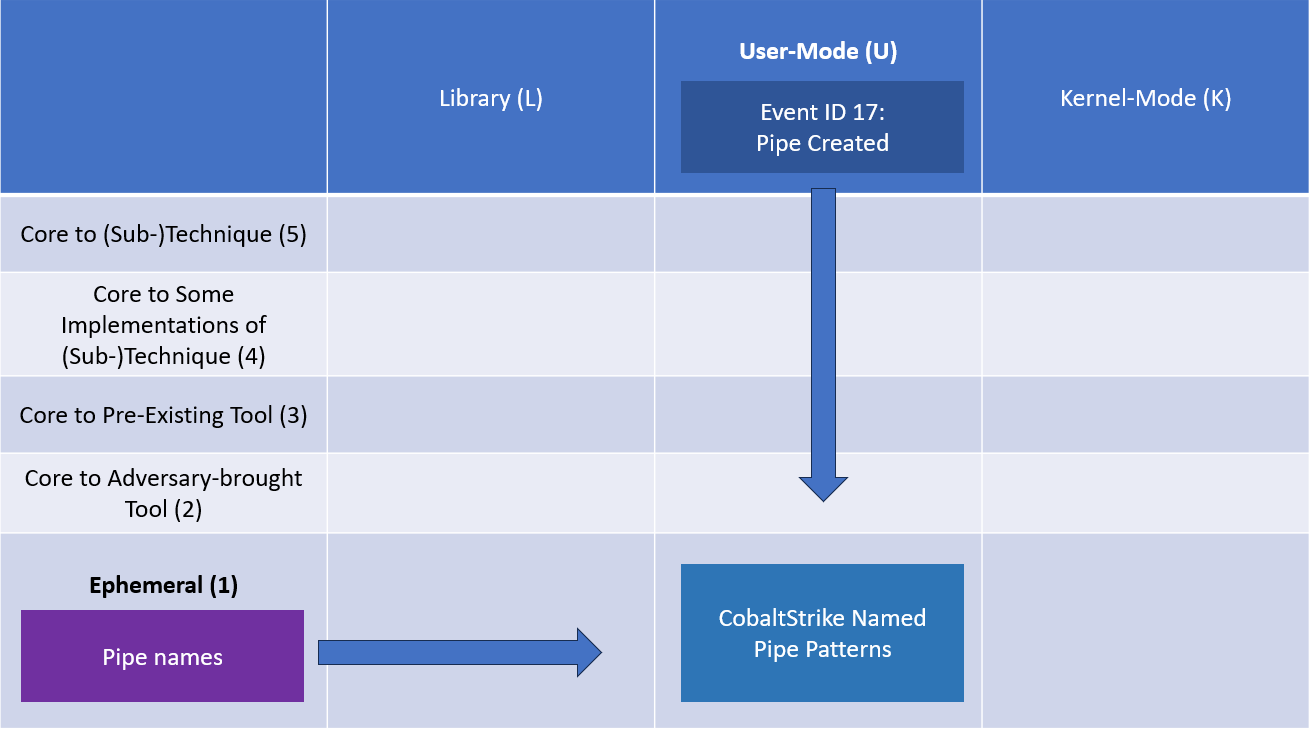 Library (L)
User-Mode (U)
Event ID 17:
Pipe Created
Kernel-Mode (K)
Core to (Sub-)Technique (5)
Core to Some
Implementations of
(Sub-)Technique (4)
Core to Pre-Existing Tool (3)
Core to Adversary-brought
Tool (2)
Ephemeral (1)
Pipe names
CobaltStrike Named
Pipe Patterns